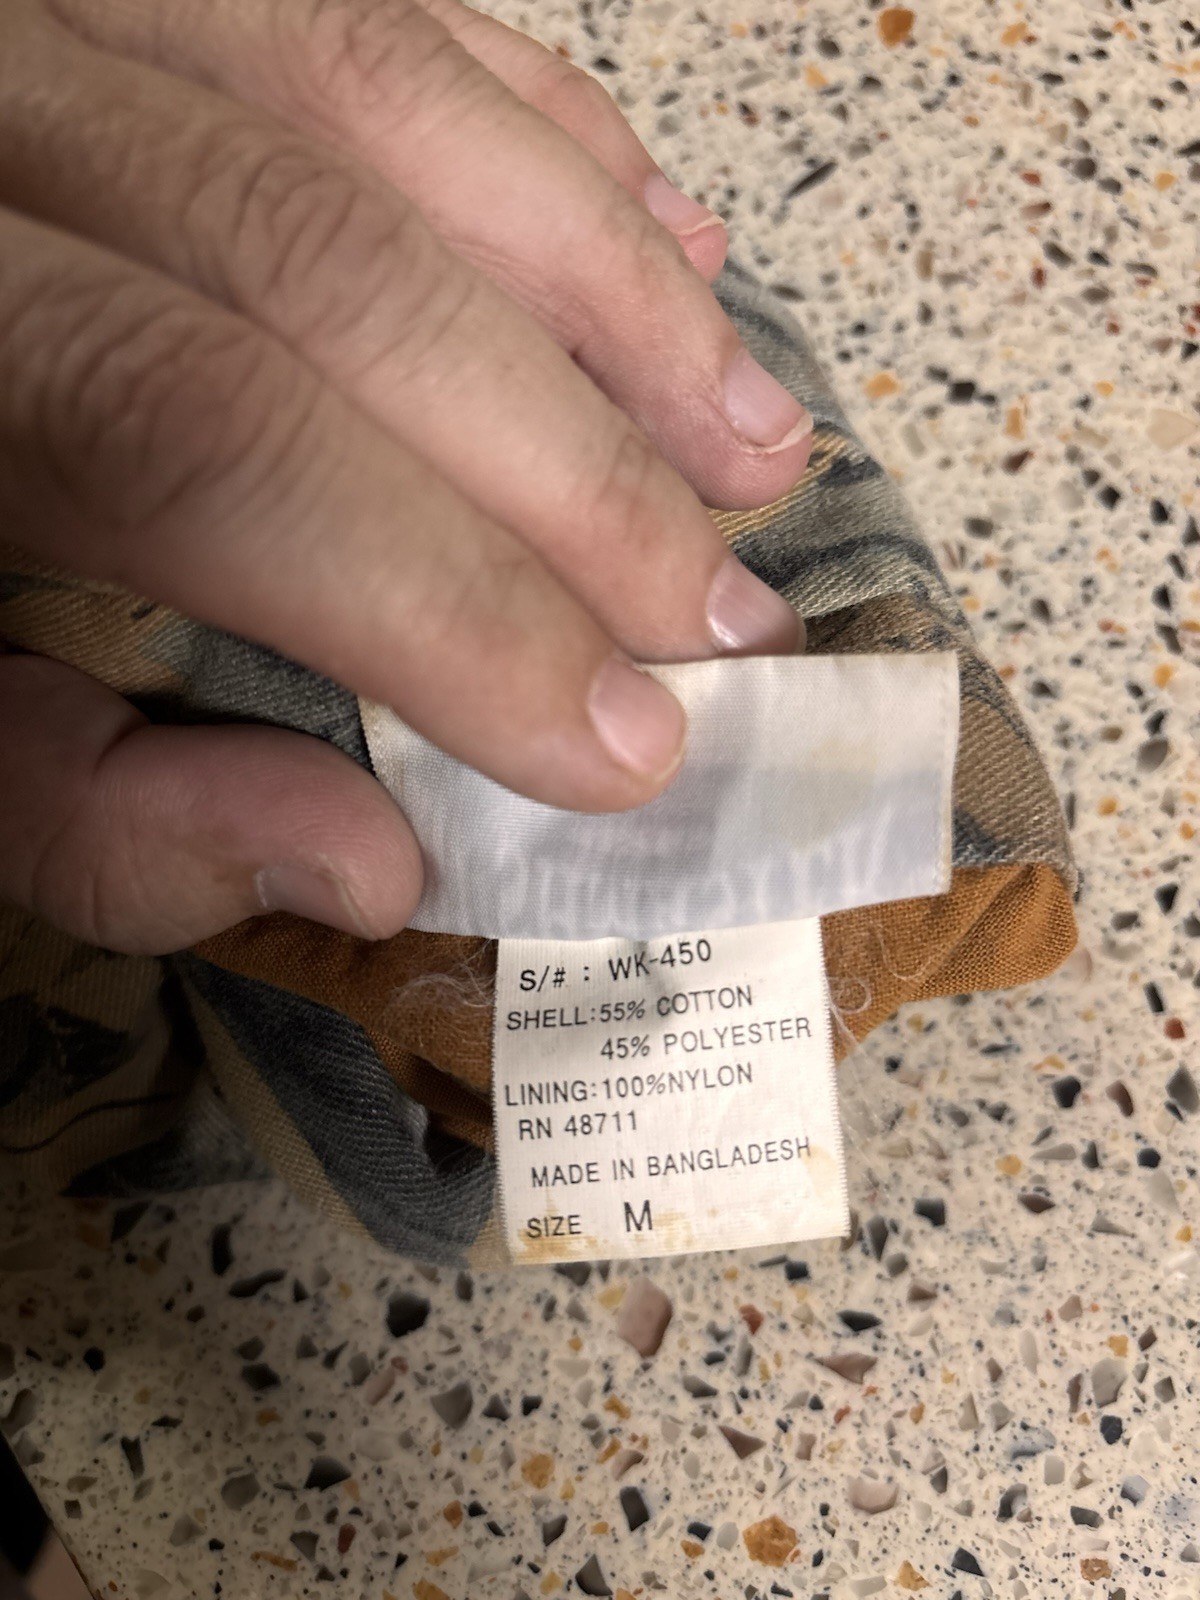 S/# : WK-450
SHELL:55% COTTON
45% POLYESTER
LINING:100%NYLON
RN 48711
MADE IN BANGLADESH
SIZE M